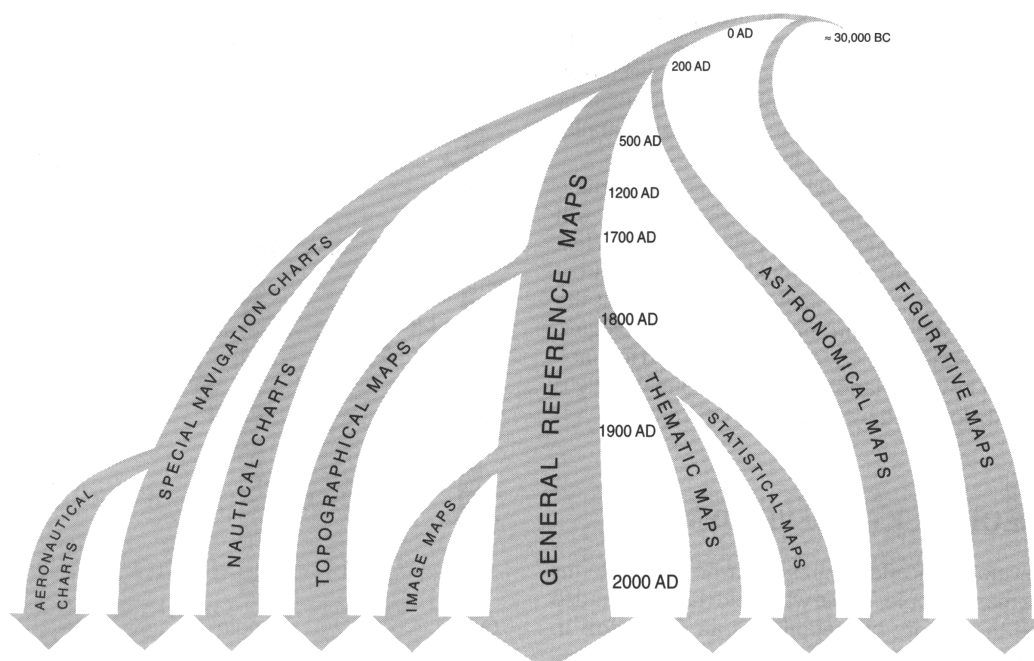 0 AD
≈ 30,000 BC
200 AD
500 AD
1200 AD
1700 AD
1800 AD
1900 AD
2000 AD
AERONAUTICAL
CHARTS
SPECIAL NAVIGATION CHARTS
NAUTICAL CHARTS
TOPOGRAPHICAL MAPS
IMAGE MAPS
GENERAL REFERENCE MAPS
THEMATIC MAPS
STATISTICAL MAPS
ASTRONOMICAL MAPS
FIGURATIVE MAPS